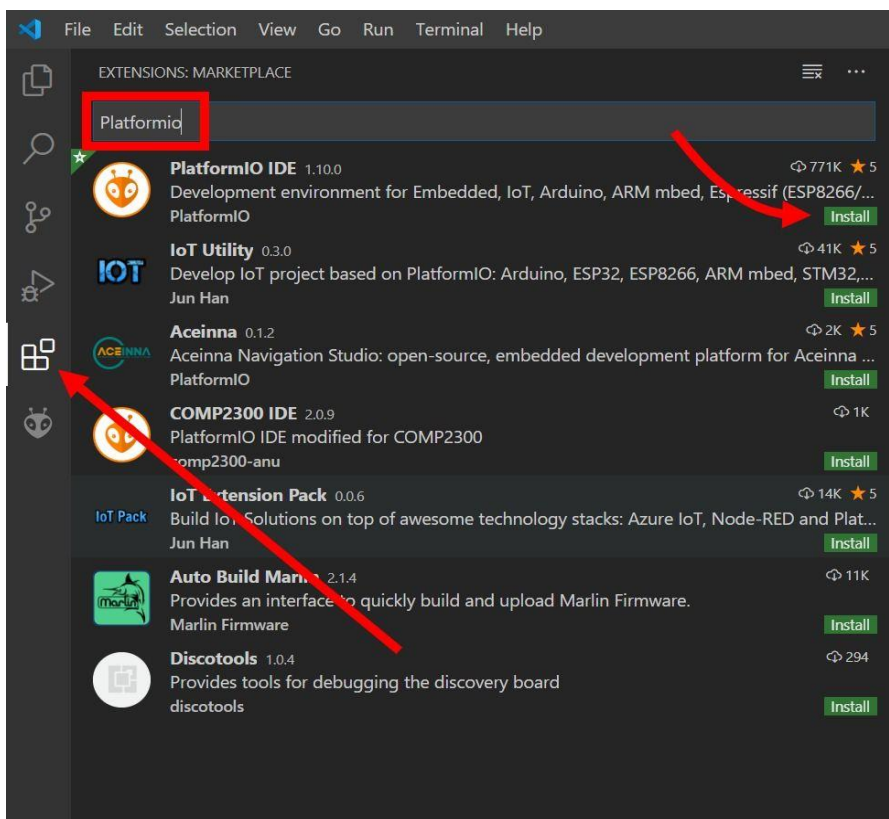 File Edit Selection View Go Run Terminal Help
EXTENSIONS: MARKETPLACE
Platformio
PlatformIO IDE 1.10.0 771K 5
Development environment for Embedded, IoT, Arduino, ARM mbed, Espressif (ESP8266/...
PlatformIO Install
IOT
IoT Utility 0.3.0 41K 5
Develop IoT project based on PlatformIO: Arduino, ESP32, ESP8266, ARM mbed, STM32,...
Jun Han Install
ACEINNA
Aceinna 0.1.2 2K 5
Aceinna Navigation Studio: open-source, embedded development platform for Aceinna ...
PlatformIO Install
COMP2300 IDE 2.0.9 1K
PlatformIO IDE modified for COMP2300
comp2300-anu Install
IoT Pack
IoT Extension Pack 0.0.6 14K 5
Build IoT Solutions on top of awesome technology stacks: Azure IoT, Node-RED and Plat...
Jun Han Install
marlin
Auto Build Marlin 2.1.4 11K
Provides an interface to quickly build and upload Marlin Firmware.
Marlin Firmware Install
Discotools 1.0.4 294
Provides tools for debugging the discovery board
discotools Install